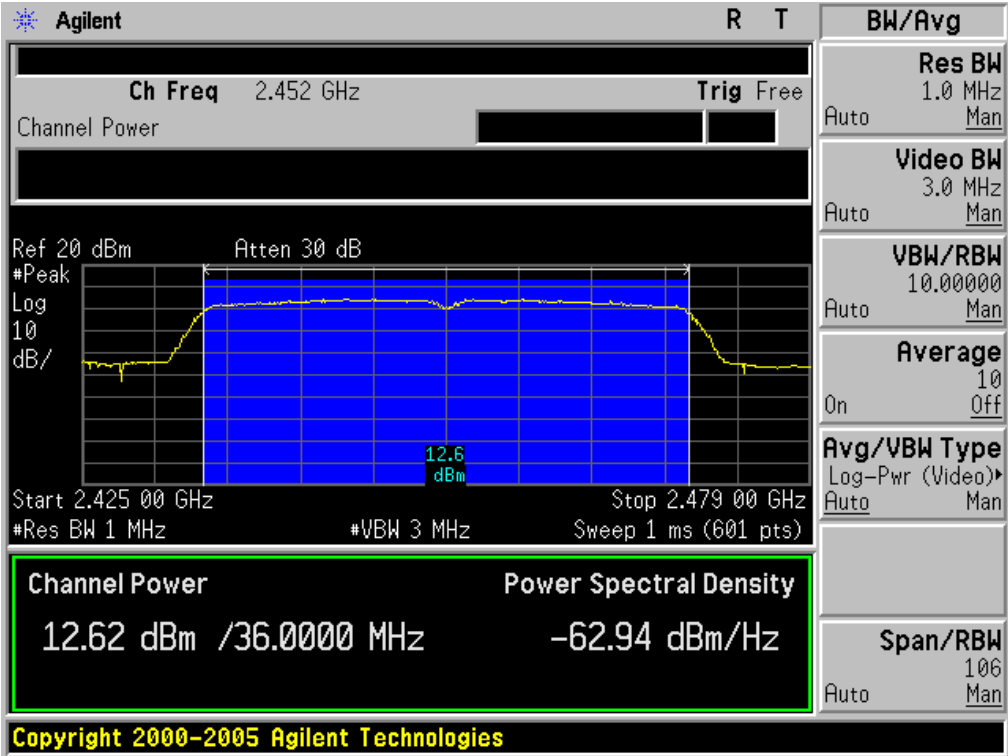 Agilent R T
Ch Freq 2.452 GHz Trig Free
Channel Power
Ref 20 dBm Atten 30 dB
#Peak
Log
10
dB/
12.6
dBm
Start 2.425 00 GHz Stop 2.479 00 GHz
#Res BW 1 MHz #VBW 3 MHz Sweep 1 ms (601 pts)
Channel Power Power Spectral Density
12.62 dBm /36.0000 MHz -62.94 dBm/Hz
Copyright 2000-2005 Agilent Technologies
BW/Avg
Res BW
1.0 MHz
Auto Man
Video BW
3.0 MHz
Auto Man
VBW/RBW
10.00000
Auto Man
Average
10
On Off
Avg/VBW Type
Log-Pwr (Video)▸
Auto Man
Span/RBW
106
Auto Man